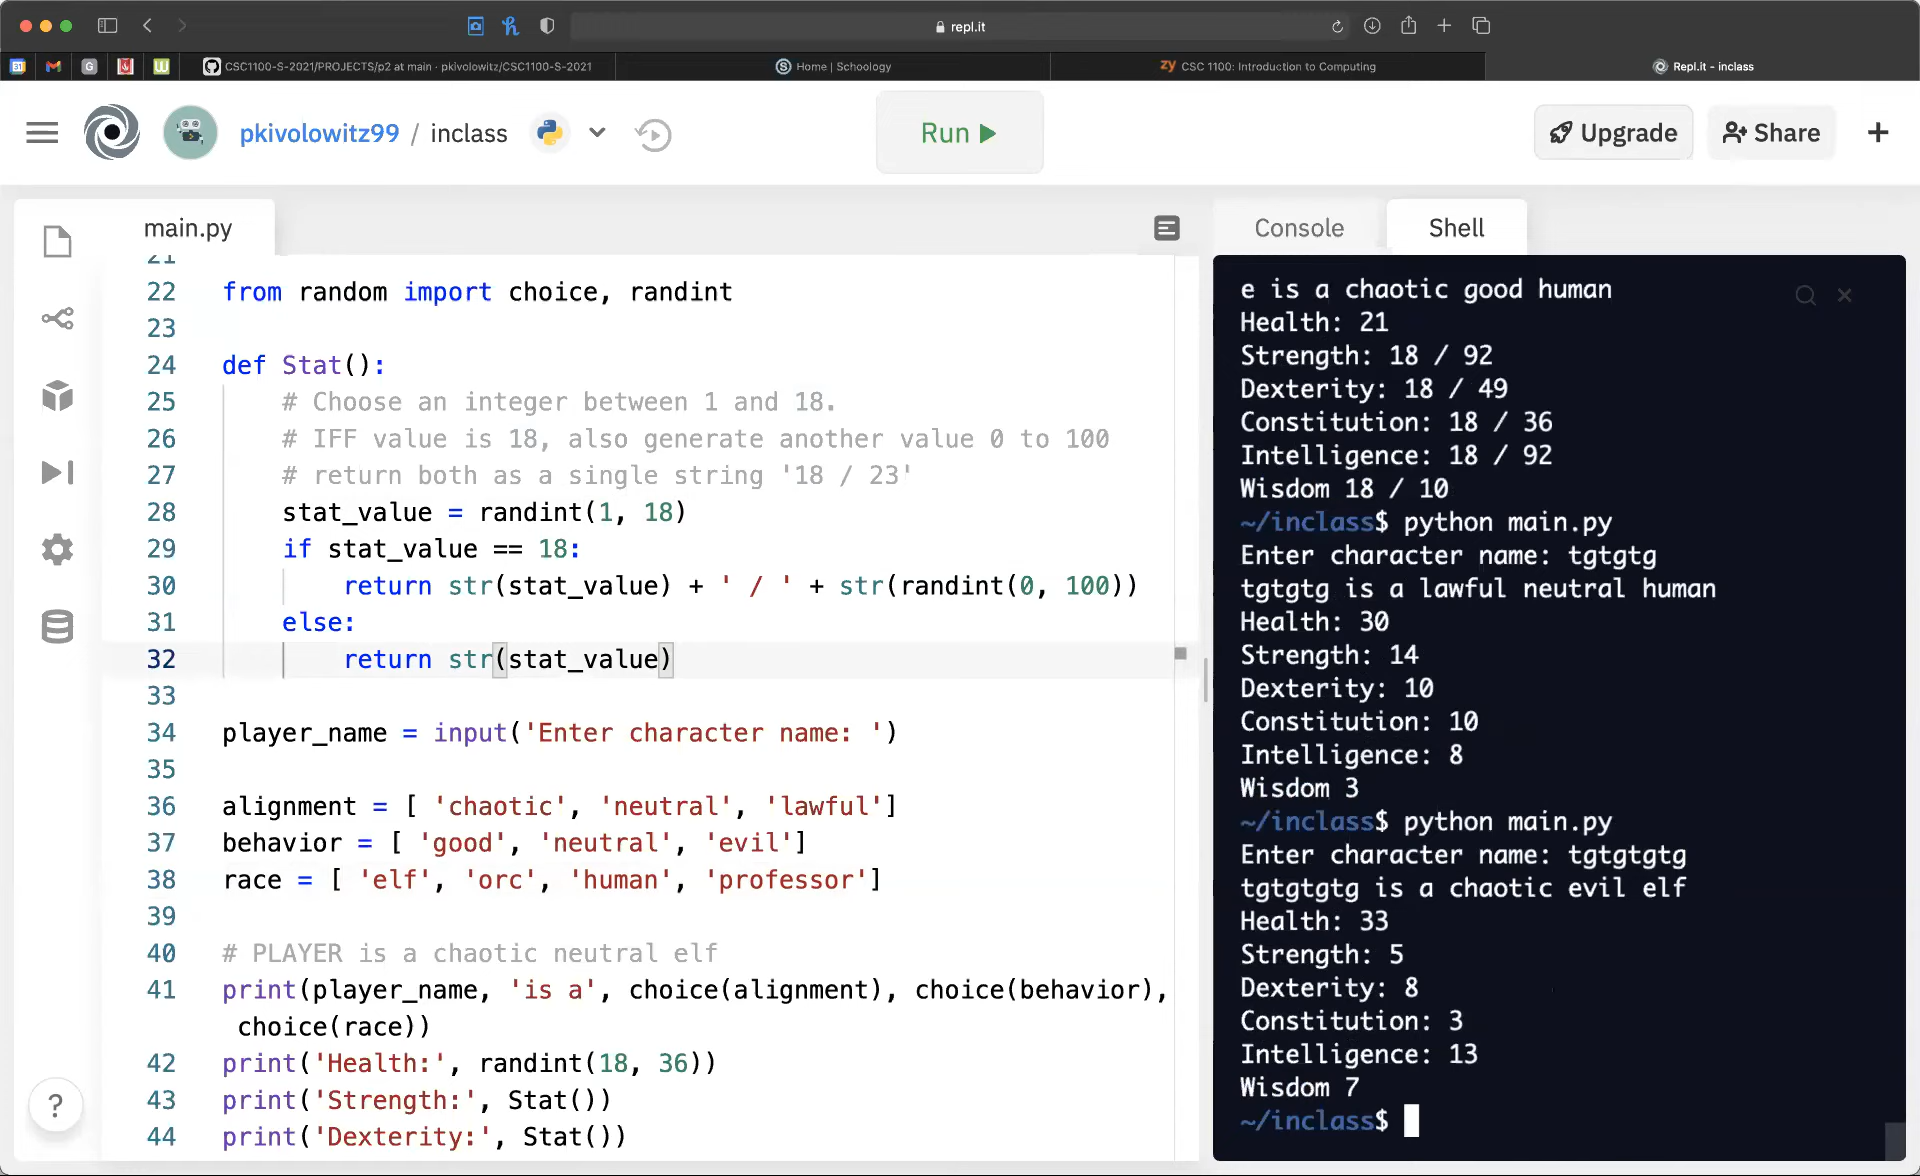 repl.it
CSC1100-S-2021/PROJECTS/p2 at main · pkivolowitz/CSC1100-S-2021
Home | Schoology
zy CSC 1100: Introduction to Computing
Repl.it - inclass
pkivolowitz99 / inclass
Run
Upgrade
Share
+
main.py
Console
Shell
21
22 from random import choice, randint
23
24 def Stat():
25 # Choose an integer between 1 and 18.
26 # IFF value is 18, also generate another value 0 to 100
27 # return both as a single string '18 / 23'
28 stat_value = randint(1, 18)
29 if stat_value == 18:
30 return str(stat_value) + ' / ' + str(randint(0, 100))
31 else:
32 return str(stat_value)
33
34 player_name = input('Enter character name: ')
35
36 alignment = [ 'chaotic', 'neutral', 'lawful']
37 behavior = [ 'good', 'neutral', 'evil']
38 race = [ 'elf', 'orc', 'human', 'professor']
39
40 # PLAYER is a chaotic neutral elf
41 print(player_name, 'is a', choice(alignment), choice(behavior),
choice(race))
42 print('Health:', randint(18, 36))
43 print('Strength:', Stat())
44 print('Dexterity:', Stat())
?
e is a chaotic good human
Health: 21
Strength: 18 / 92
Dexterity: 18 / 49
Constitution: 18 / 36
Intelligence: 18 / 92
Wisdom 18 / 10
~/inclass$ python main.py
Enter character name: tgtgtg
tgtgtg is a lawful neutral human
Health: 30
Strength: 14
Dexterity: 10
Constitution: 10
Intelligence: 8
Wisdom 3
~/inclass$ python main.py
Enter character name: tgtgtgtg
tgtgtgtg is a chaotic evil elf
Health: 33
Strength: 5
Dexterity: 8
Constitution: 3
Intelligence: 13
Wisdom 7
~/inclass$